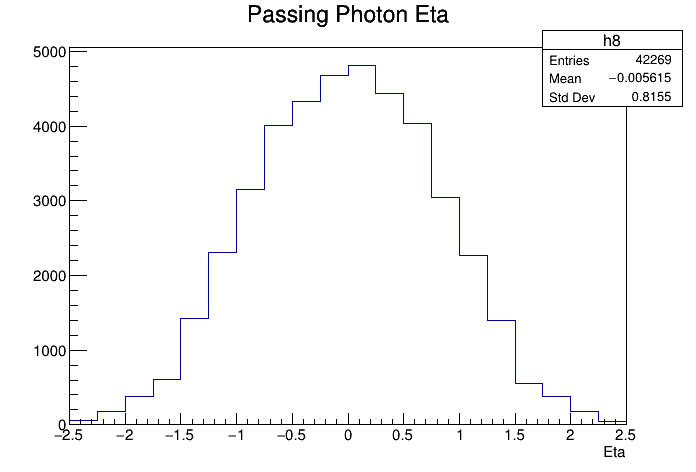 Passing Photon Eta
h8
Entries 42269
Mean −0.005615
Std Dev 0.8155
5000
4000
3000
2000
1000
0
−2.5 −2 −1.5 −1 −0.5 0 0.5 1 1.5 2 2.5
Eta